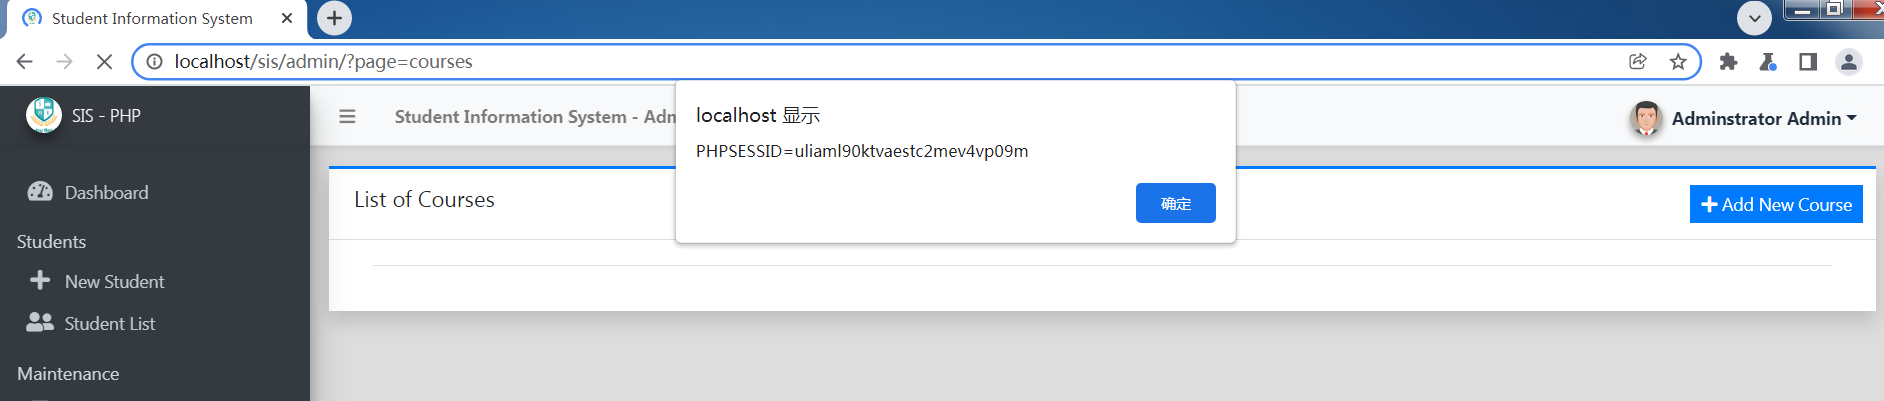 Student Information System
localhost/sis/admin/?page=courses
SIS - PHP
Student Information System - Adm
Adminstrator Admin
localhost 显示
PHPSESSID=uliaml90ktvaestc2mev4vp09m
确定
Dashboard
List of Courses
Add New Course
Students
New Student
Student List
Maintenance